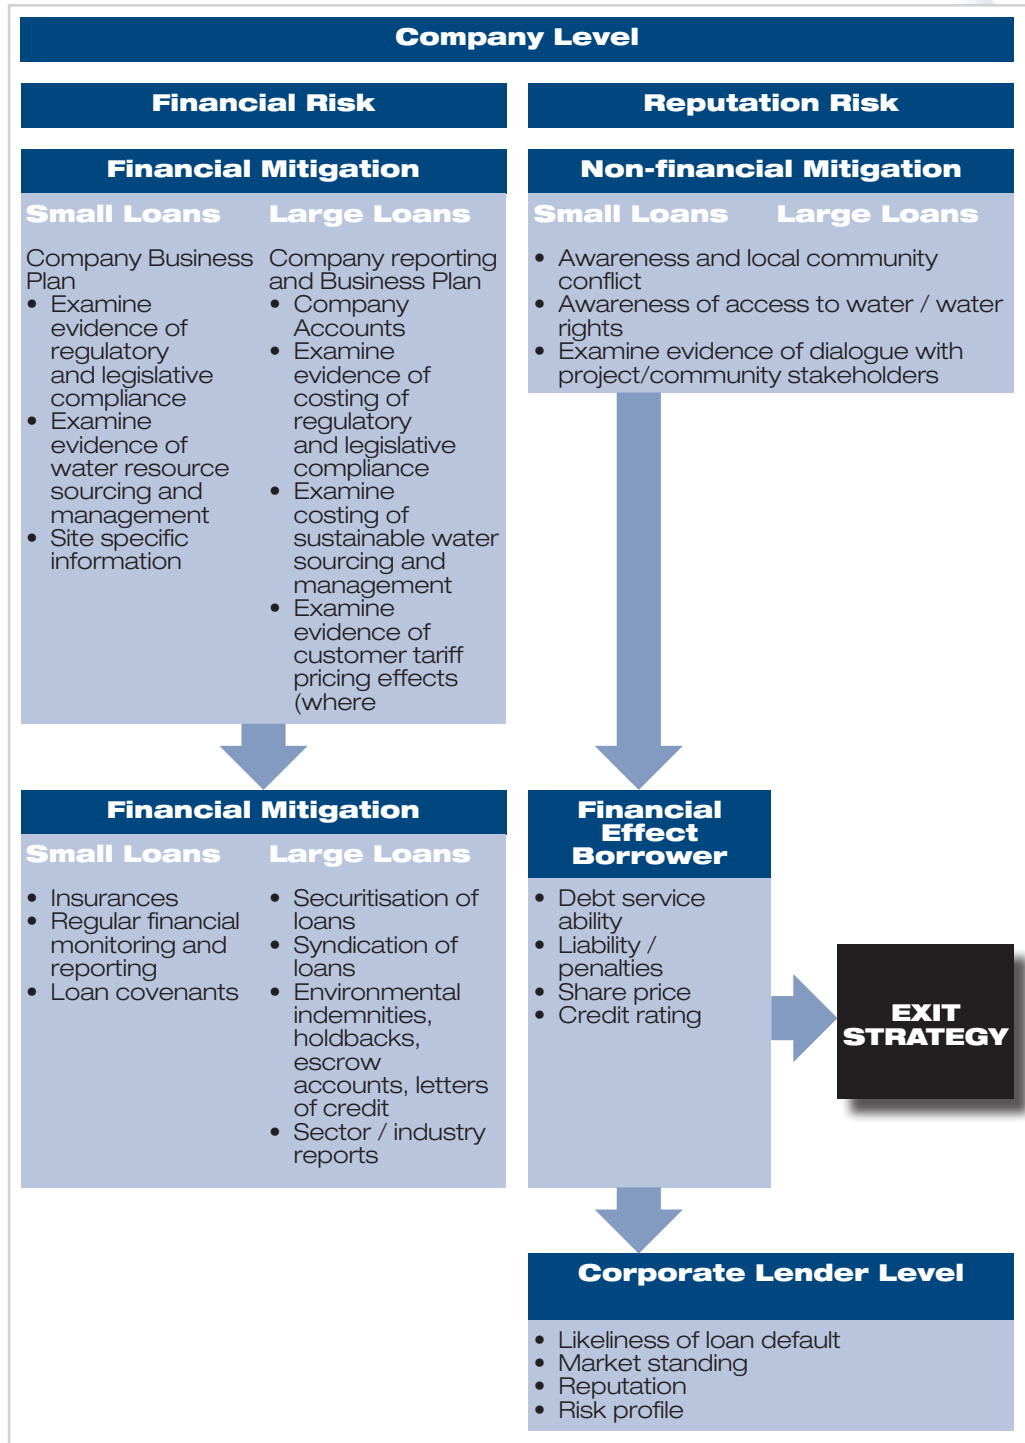 Company Level
Financial Risk
Reputation Risk
Financial Mitigation
Small Loans
Large Loans
Company Business
Plan
• Examine
evidence of
regulatory
and legislative
compliance
• Examine
evidence of
water resource
sourcing and
management
• Site specific
information
Company reporting
and Business Plan
• Company
Accounts
• Examine
evidence of
costing of
regulatory
and legislative
compliance
• Examine
costing of
sustainable water
sourcing and
management
• Examine
evidence of
customer tariff
pricing effects
(where
Non-financial Mitigation
Small Loans
Large Loans
• Awareness and local community
conflict
• Awareness of access to water / water
rights
• Examine evidence of dialogue with
project/community stakeholders
Financial Mitigation
Small Loans
Large Loans
• Insurances
• Regular financial
monitoring and
reporting
• Loan covenants
• Securitisation of
loans
• Syndication of
loans
• Environmental
indemnities,
holdbacks,
escrow
accounts, letters
of credit
• Sector / industry
reports
Financial
Effect
Borrower
• Debt service
ability
• Liability /
penalties
• Share price
• Credit rating
EXIT
STRATEGY
Corporate Lender Level
• Likeliness of loan default
• Market standing
• Reputation
• Risk profile